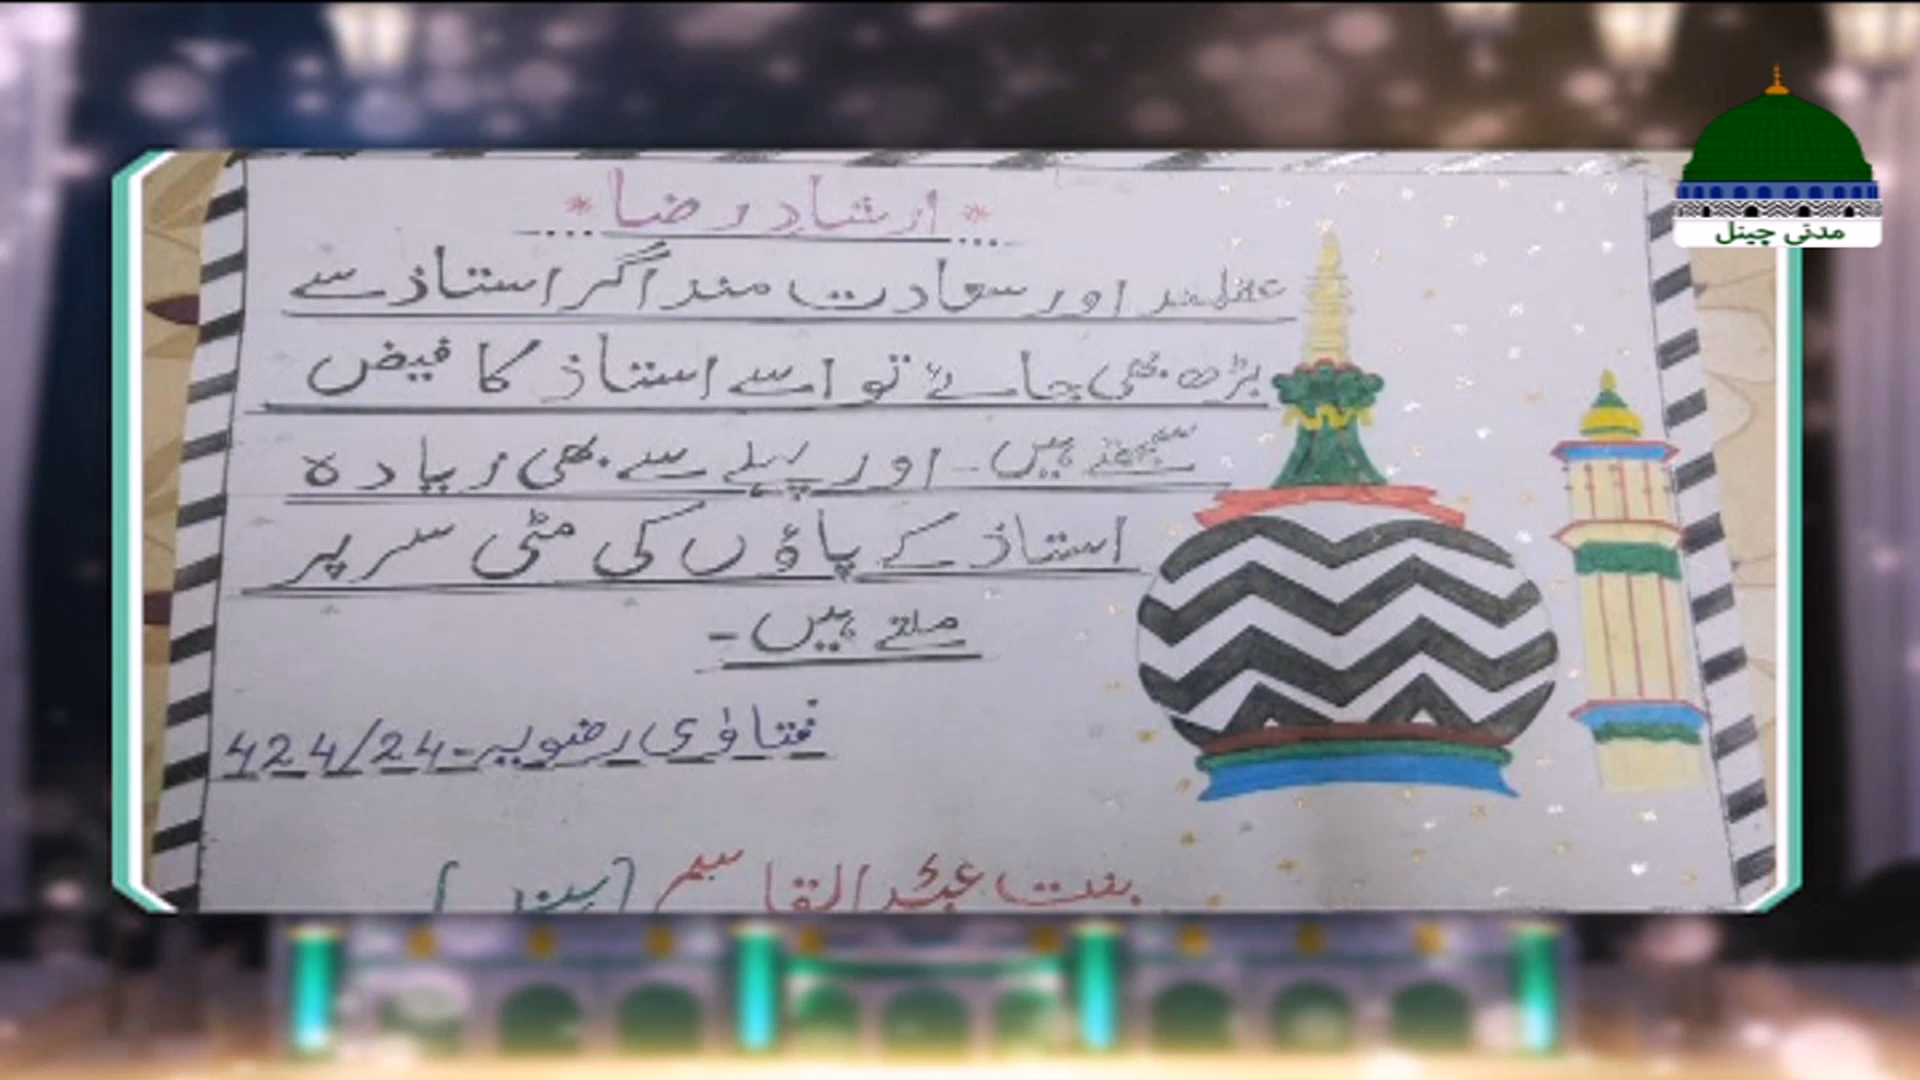 مدنی چینل
*ارشادِ رضا*
عقلمند اور سعادت مند اگر استاذ سے
بڑھ بھی جائے تو اسے استاذ کا فیض
سمجھتے ہیں۔ اور پہلے سے بھی زیادہ
استاذ کے پاؤں کی مٹی سر پر
ملتے ہیں۔
فتاوٰی رضویہ۔424/24
بنت عبدُ القاسم